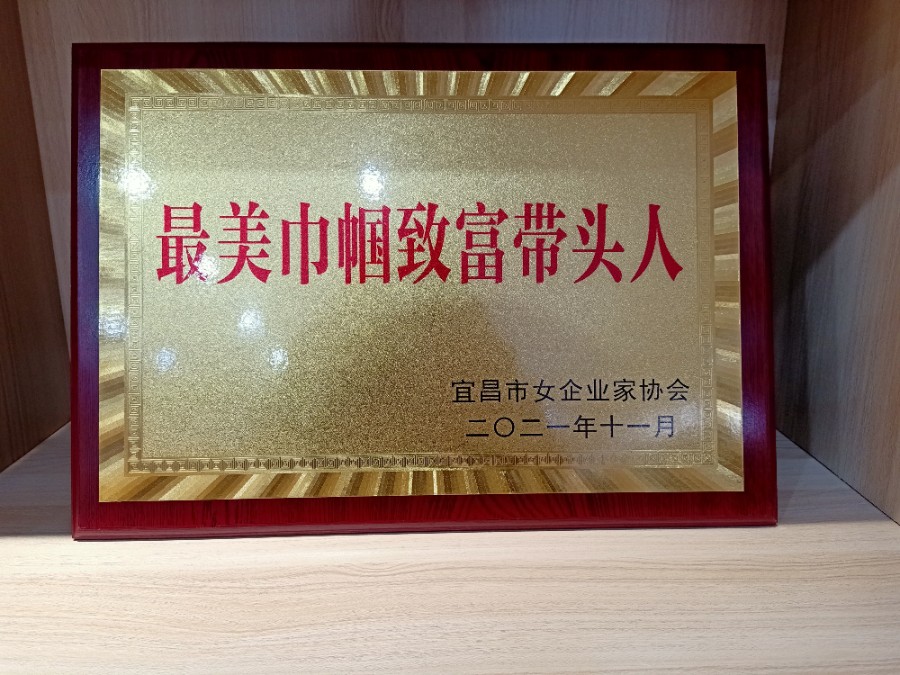 最美巾帼致富带头人
宜昌市女企业家协会
二〇二一年十一月